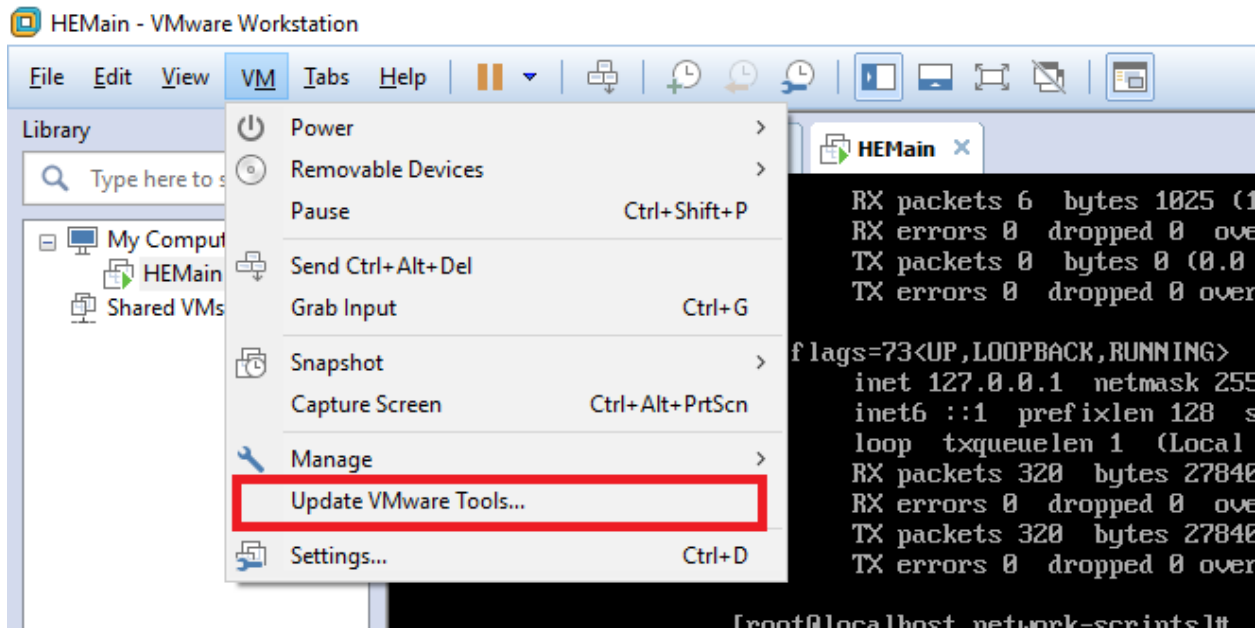 HEMain - VMware Workstation
File Edit View VM Tabs Help
Library
Type here to s
My Comput
HEMain
Shared VMs
Power
Removable Devices
Pause Ctrl+Shift+P
Send Ctrl+Alt+Del
Grab Input Ctrl+G
Snapshot
Capture Screen Ctrl+Alt+PrtScn
Manage
Update VMware Tools...
Settings... Ctrl+D
HEMain
RX packets 6 bytes 1025 (1
RX errors 0 dropped 0 ove
TX packets 0 bytes 0 (0.0
TX errors 0 dropped 0 over
flags=73<UP,LOOPBACK,RUNNING>
inet 127.0.0.1 netmask 255
inet6 ::1 prefixlen 128 s
loop txqueuelen 1 (Local
RX packets 320 bytes 27840
RX errors 0 dropped 0 ove
TX packets 320 bytes 27840
TX errors 0 dropped 0 over
[root@localhost network-scripts]#